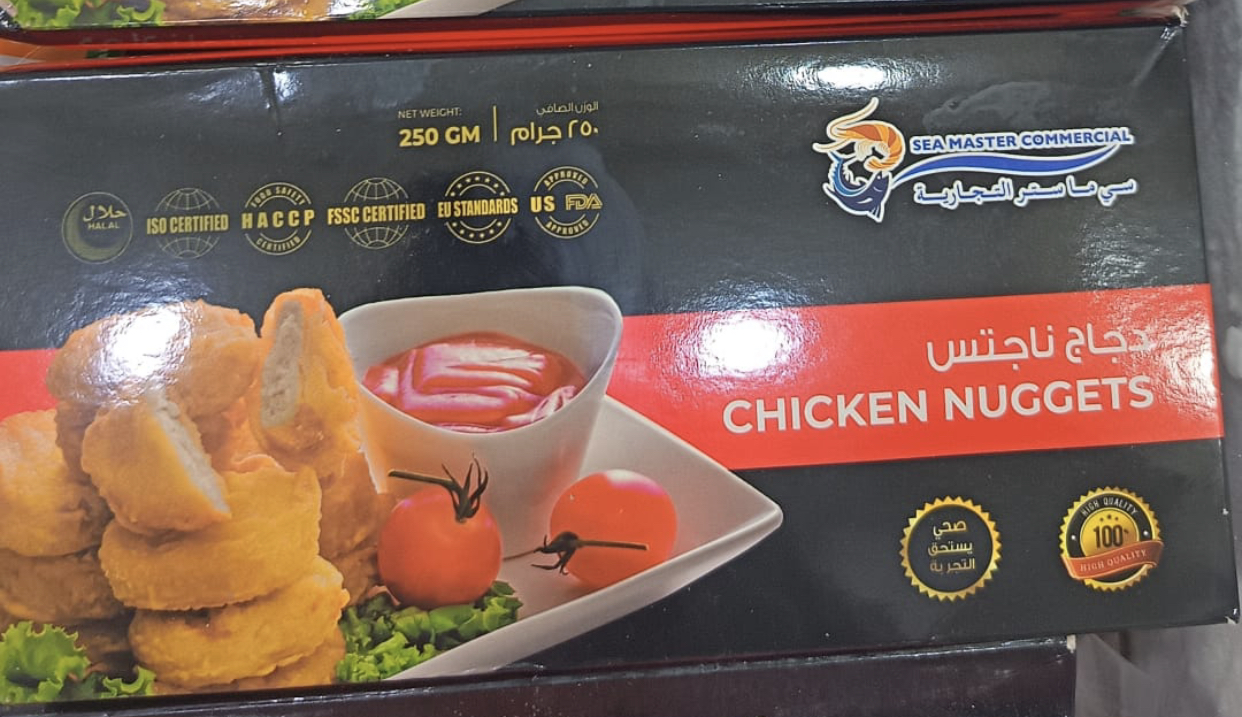 NET WEIGHT:
250 GM
الوزن الصافي
٢٥٠ جرام
SEA MASTER COMMERCIAL
سي ماستر التجارية
حلال
HALAL
ISO CERTIFIED
FOOD SAFETY
HACCP
CERTIFIED
FSSC CERTIFIED
EU STANDARDS
APPROVED
US FDA
APPROVED
دجاج ناجتس
CHICKEN NUGGETS
صحي
يستحق
التجربة
HIGH QUALITY
100%
HIGH QUALITY